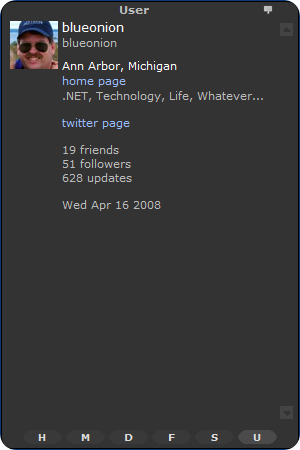 User
blueonion
blueonion
Ann Arbor, Michigan
home page
.NET, Technology, Life, Whatever...
twitter page
19 friends
51 followers
628 updates
Wed Apr 16 2008
H M D F S U